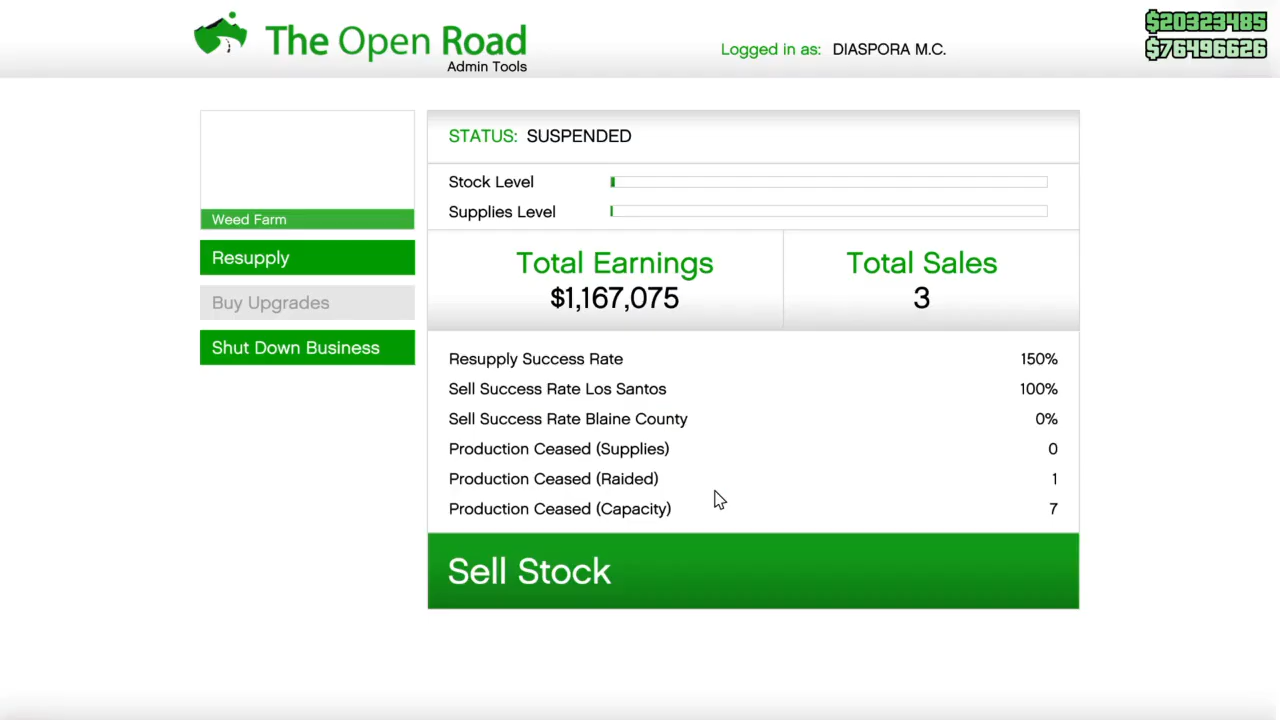 The Open Road
Admin Tools
Logged in as: DIASPORA M.C.
$20323485
$76496626
Weed Farm
Resupply
Buy Upgrades
Shut Down Business
STATUS: SUSPENDED
Stock Level
Supplies Level
Total Earnings
$1,167,075
Total Sales
3
Resupply Success Rate 150%
Sell Success Rate Los Santos 100%
Sell Success Rate Blaine County 0%
Production Ceased (Supplies) 0
Production Ceased (Raided) 1
Production Ceased (Capacity) 7
Sell Stock